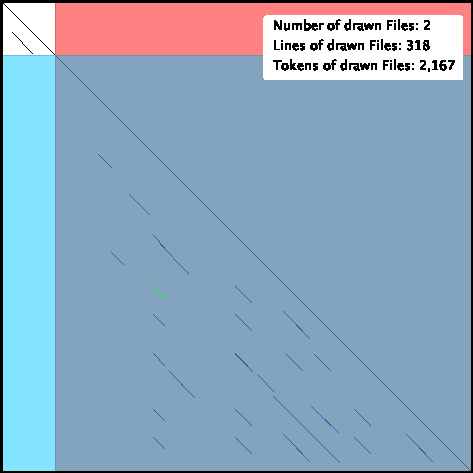 Number of drawn Files: 2
Lines of drawn Files: 318
Tokens of drawn Files: 2,167